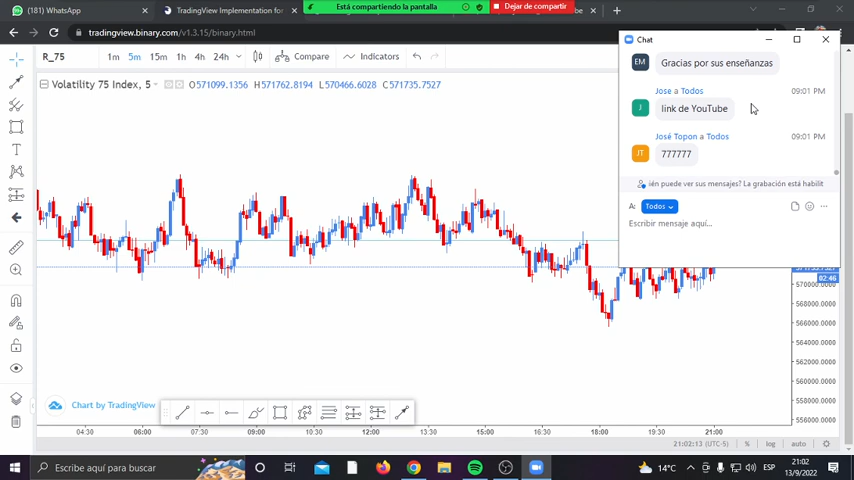 (181) WhatsApp
TradingView Implementation for
Está compartiendo la pantalla
Dejar de compartir
tradingview.binary.com/v1.3.15/binary.html
R_75
1m 5m 15m 1h 4h 24h
Compare
Indicators
Volatility 75 Index, 5
O571099.1356 H571762.8194 L570466.6028 C571735.7527
Chat
EM
Gracias por sus enseñanzas
Jose a Todos
09:01 PM
J
link de YouTube
José Topon a Todos
09:01 PM
JT
777777
ién puede ver sus mensajes? La grabación está habilit
A:
Todos
Escribir mensaje aquí...
02:46
570000.0000
568000.0000
566000.0000
564000.0000
562000.0000
560000.0000
558000.0000
556000.0000
Chart by TradingView
04:30 06:00 07:30 09:00 10:30 12:00 13:30 15:00 16:30 18:00 19:30 21:00
21:02:13 (UTC-5)
%
log
auto
Escribe aquí para buscar
14°C
ESP
21:02
13/9/2022